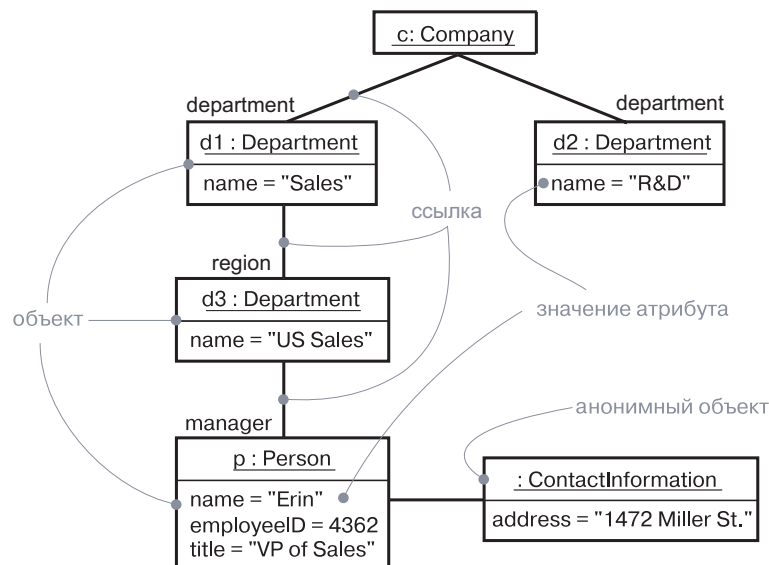 c: Company
department
department
d1 : Department
name = "Sales"
d2 : Department
name = "R&D"
ссылка
region
d3 : Department
name = "US Sales"
объект
значение атрибута
manager
анонимный объект
p : Person
name = "Erin"
employeeID = 4362
title = "VP of Sales"
: ContactInformation
address = "1472 Miller St."